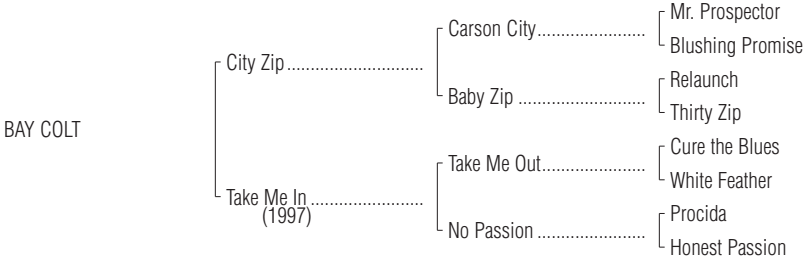 Mr. Prospector
Carson City.......................
Blushing Promise
City Zip.............................
Relaunch
Baby Zip ...........................
Thirty Zip
BAY COLT
Cure the Blues
Take Me Out......................
White Feather
Take Me In ........................
(1997)
Procida
No Passion .......................
Honest Passion